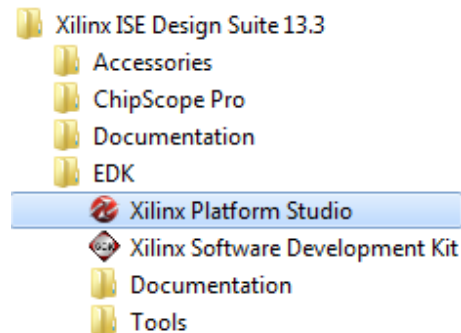 Xilinx ISE Design Suite 13.3
Accessories
ChipScope Pro
Documentation
EDK
Xilinx Platform Studio
Xilinx Software Development Kit
Documentation
Tools